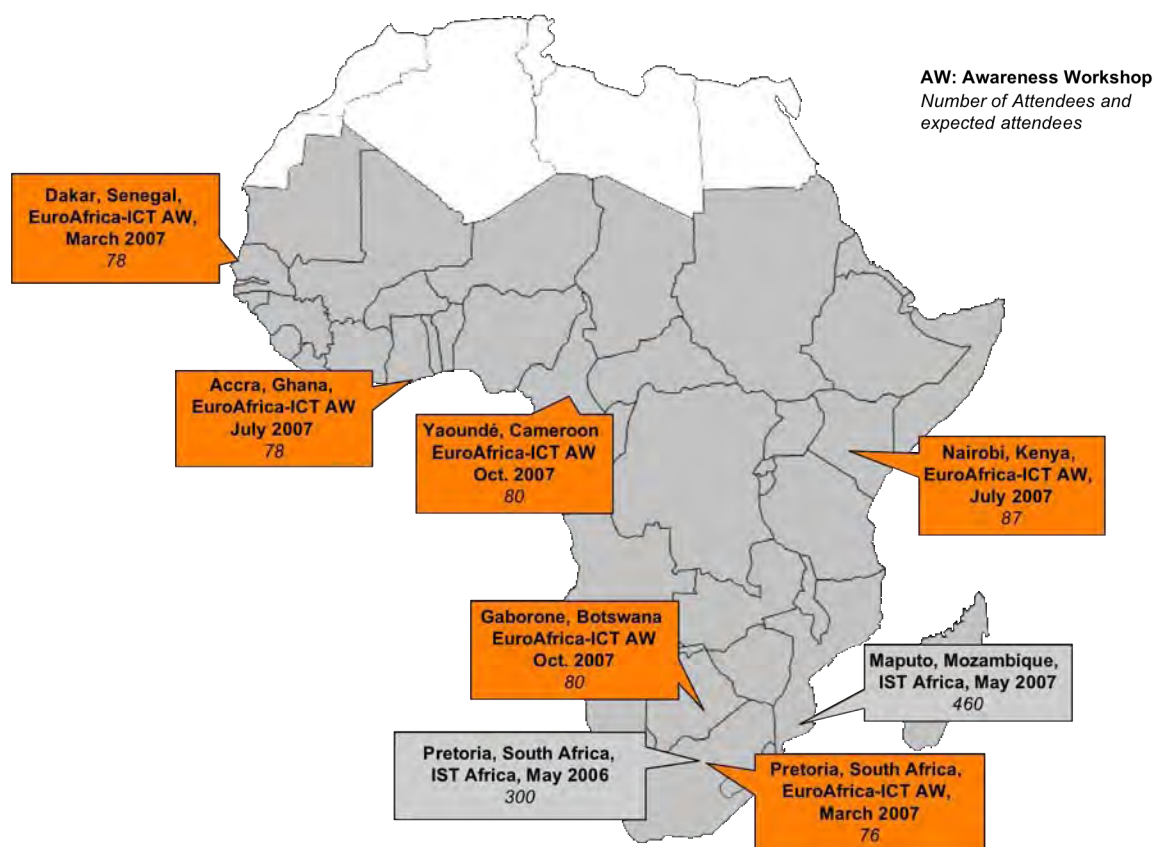 AW: Awareness Workshop
Number of Attendees and
expected attendees
Dakar, Senegal,
EuroAfrica-ICT AW,
March 2007
78
Accra, Ghana,
EuroAfrica-ICT AW
July 2007
78
Yaoundé, Cameroon
EuroAfrica-ICT AW
Oct. 2007
80
Nairobi, Kenya,
EuroAfrica-ICT AW,
July 2007
87
Gaborone, Botswana
EuroAfrica-ICT AW
Oct. 2007
80
Maputo, Mozambique,
IST Africa, May 2007
460
Pretoria, South Africa,
IST Africa, May 2006
300
Pretoria, South Africa,
EuroAfrica-ICT AW,
March 2007
76